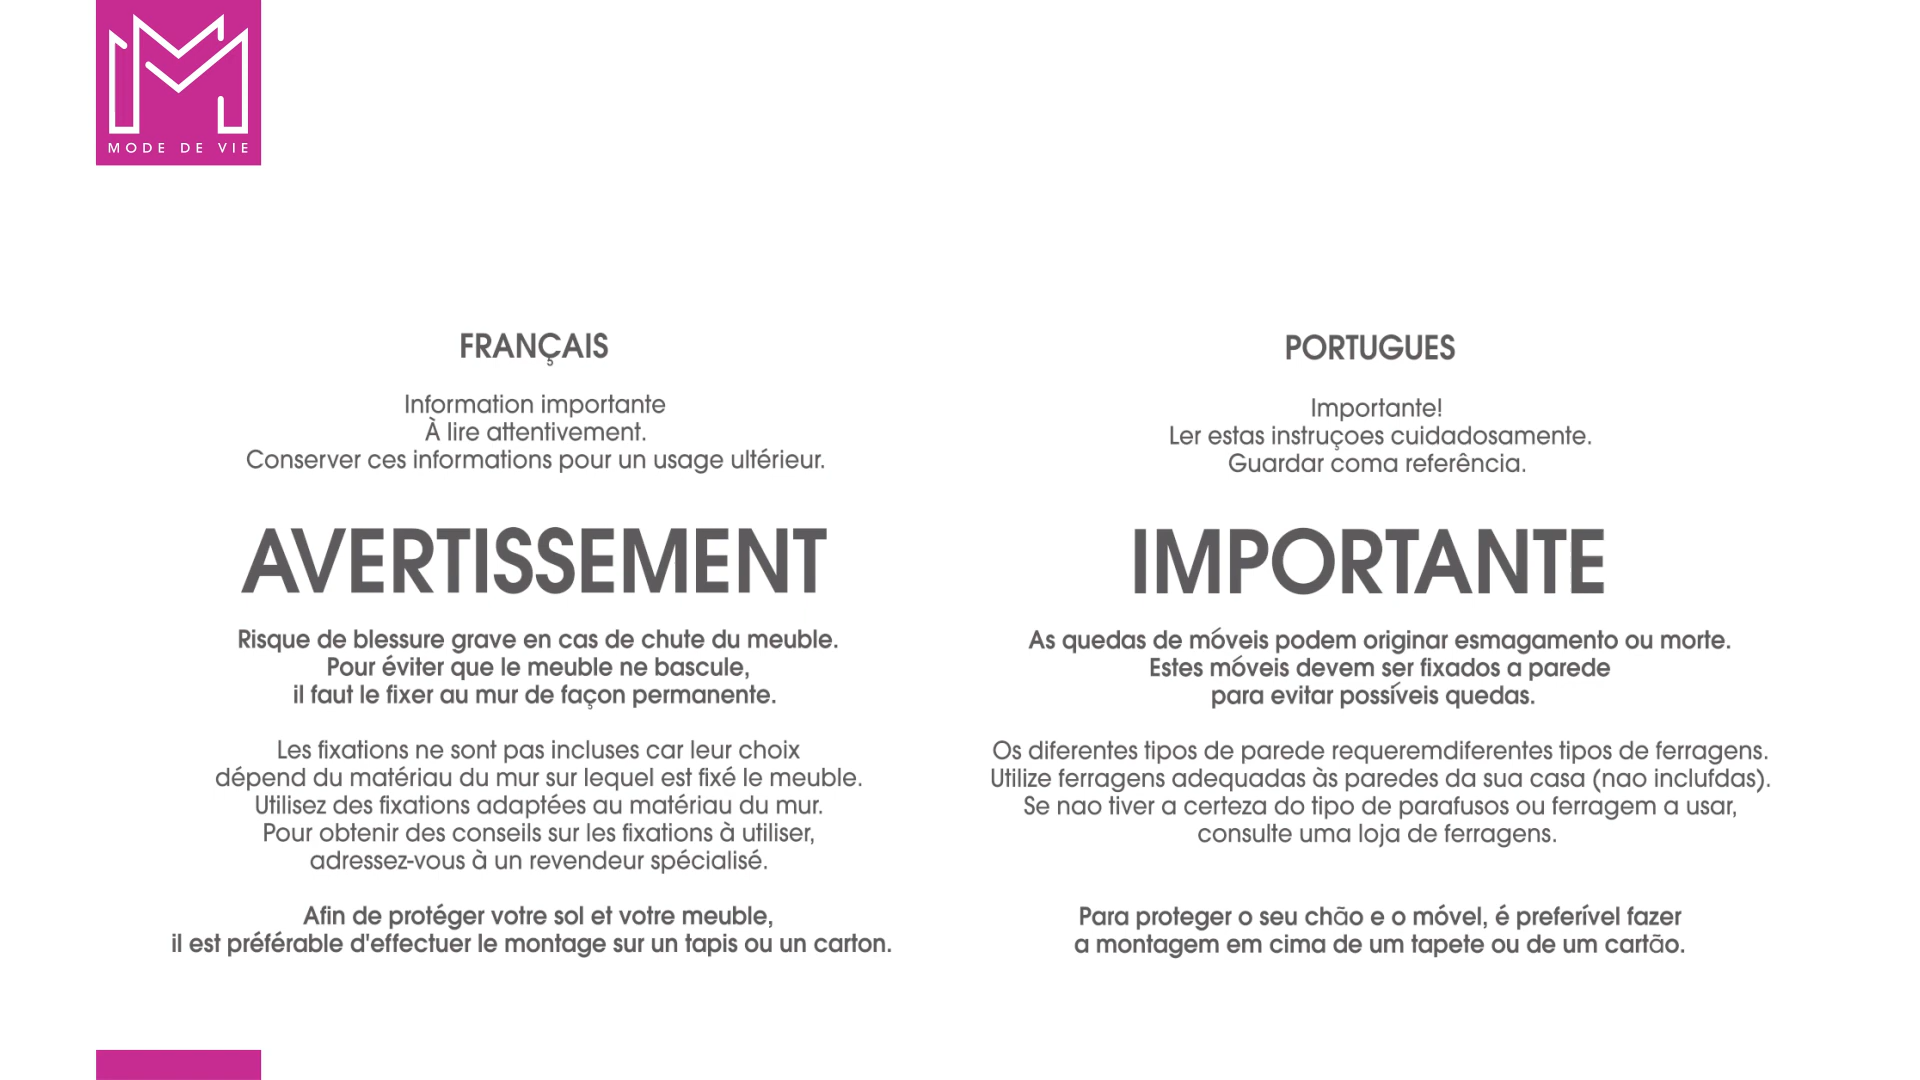 MODE DE VIE
FRANÇAIS
Information importante
À lire attentivement.
Conserver ces informations pour un usage ultérieur.
AVERTISSEMENT
Risque de blessure grave en cas de chute du meuble.
Pour éviter que le meuble ne bascule,
il faut le fixer au mur de façon permanente.
Les fixations ne sont pas incluses car leur choix
dépend du matériau du mur sur lequel est fixé le meuble.
Utilisez des fixations adaptées au matériau du mur.
Pour obtenir des conseils sur les fixations à utiliser,
adressez-vous à un revendeur spécialisé.
Afin de protéger votre sol et votre meuble,
il est préférable d'effectuer le montage sur un tapis ou un carton.
PORTUGUES
Importante!
Ler estas instruçoes cuidadosamente.
Guardar coma referência.
IMPORTANTE
As quedas de móveis podem originar esmagamento ou morte.
Estes móveis devem ser fixados a parede
para evitar possíveis quedas.
Os diferentes tipos de parede requeremdiferentes tipos de ferragens.
Utilize ferragens adequadas às paredes da sua casa (nao inclufdas).
Se nao tiver a certeza do tipo de parafusos ou ferragem a usar,
consulte uma loja de ferragens.
Para proteger o seu chão e o móvel, é preferível fazer
a montagem em cima de um tapete ou de um cartão.